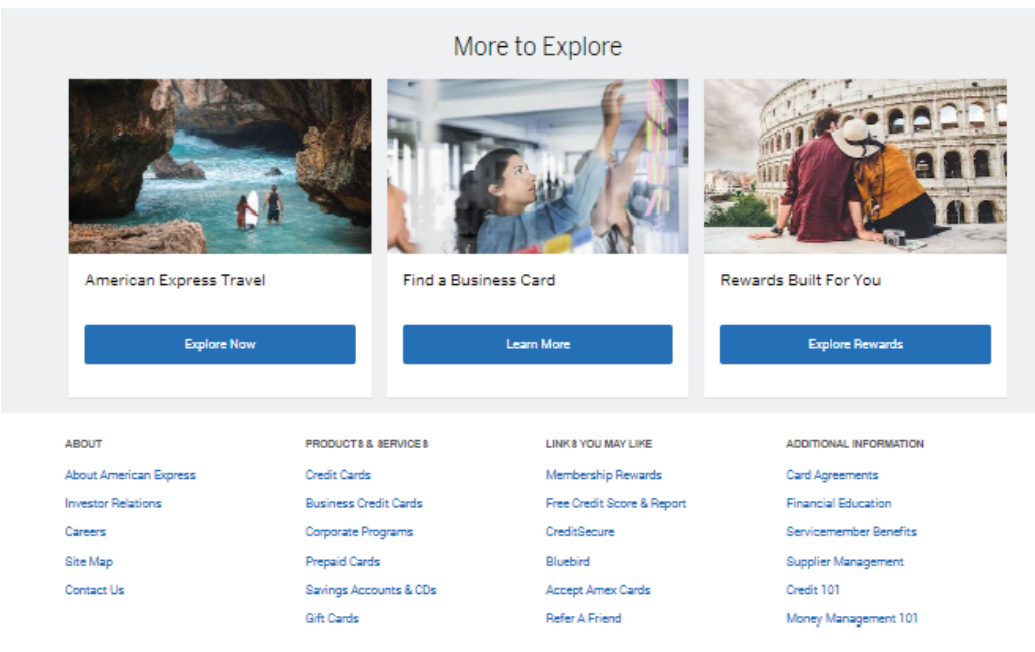 More to Explore
American Express Travel
Explore Now
Find a Business Card
Learn More
Rewards Built For You
Explore Rewards
ABOUT
About American Express
Investor Relations
Careers
Site Map
Contact Us
PRODUCTS & SERVICES
Credit Cards
Business Credit Cards
Corporate Programs
Prepaid Cards
Savings Accounts & CDs
Gift Cards
LINKS YOU MAY LIKE
Membership Rewards
Free Credit Score & Report
CreditSecure
Bluebird
Accept Amex Cards
Refer A Friend
ADDITIONAL INFORMATION
Card Agreements
Financial Education
Servicemember Benefits
Supplier Management
Credit 101
Money Management 101